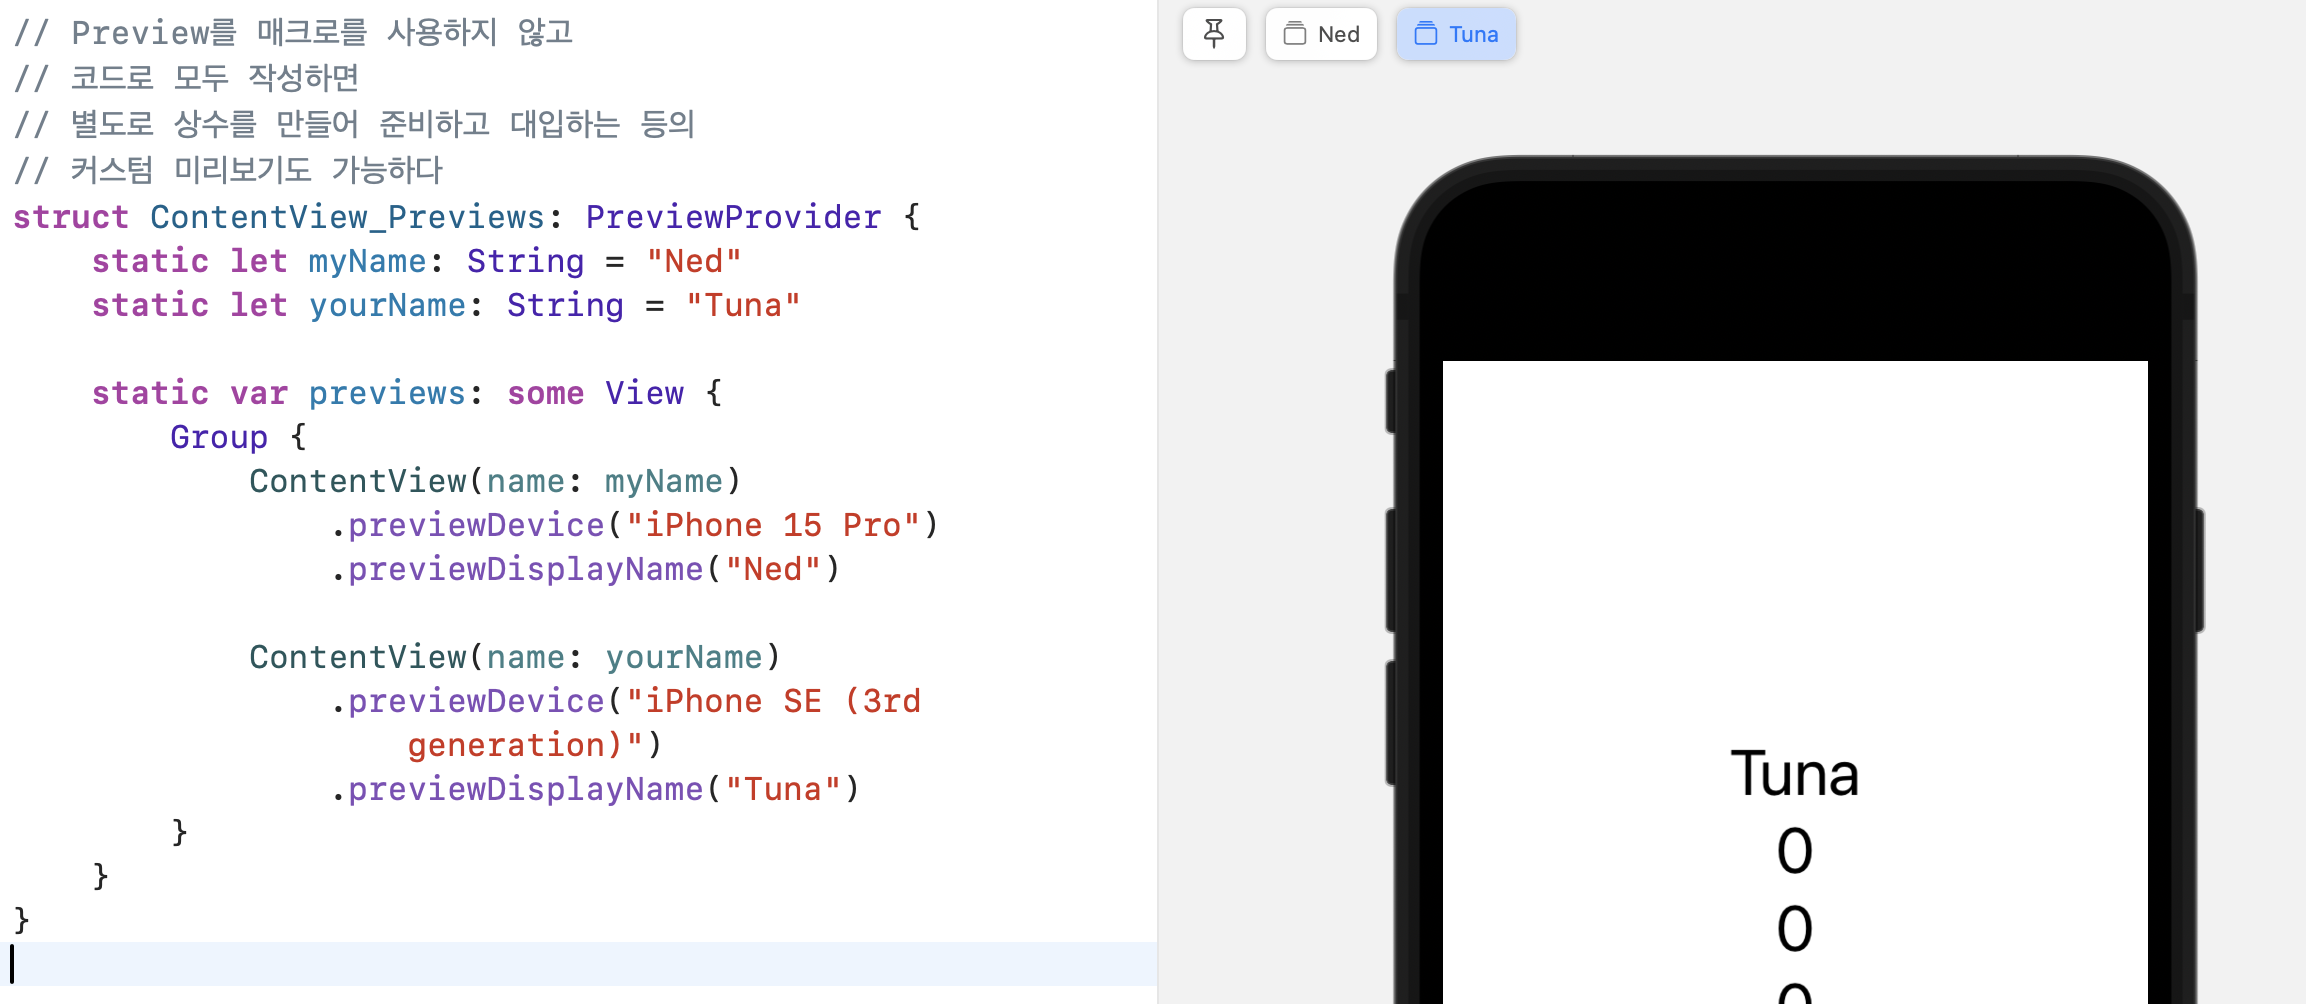 // Preview를 매크로를 사용하지 않고
// 코드로 모두 작성하면
// 별도로 상수를 만들어 준비하고 대입하는 등의
// 커스텀 미리보기도 가능하다
struct ContentView_Previews: PreviewProvider {
    static let myName: String = "Ned"
    static let yourName: String = "Tuna"
    static var previews: some View {
        Group {
            ContentView(name: myName)
                .previewDevice("iPhone 15 Pro")
                .previewDisplayName("Ned")
            ContentView(name: yourName)
                .previewDevice("iPhone SE (3rd
                    generation)")
                .previewDisplayName("Tuna")
        }
    }
}
Ned
Tuna
Tuna
0
0
0